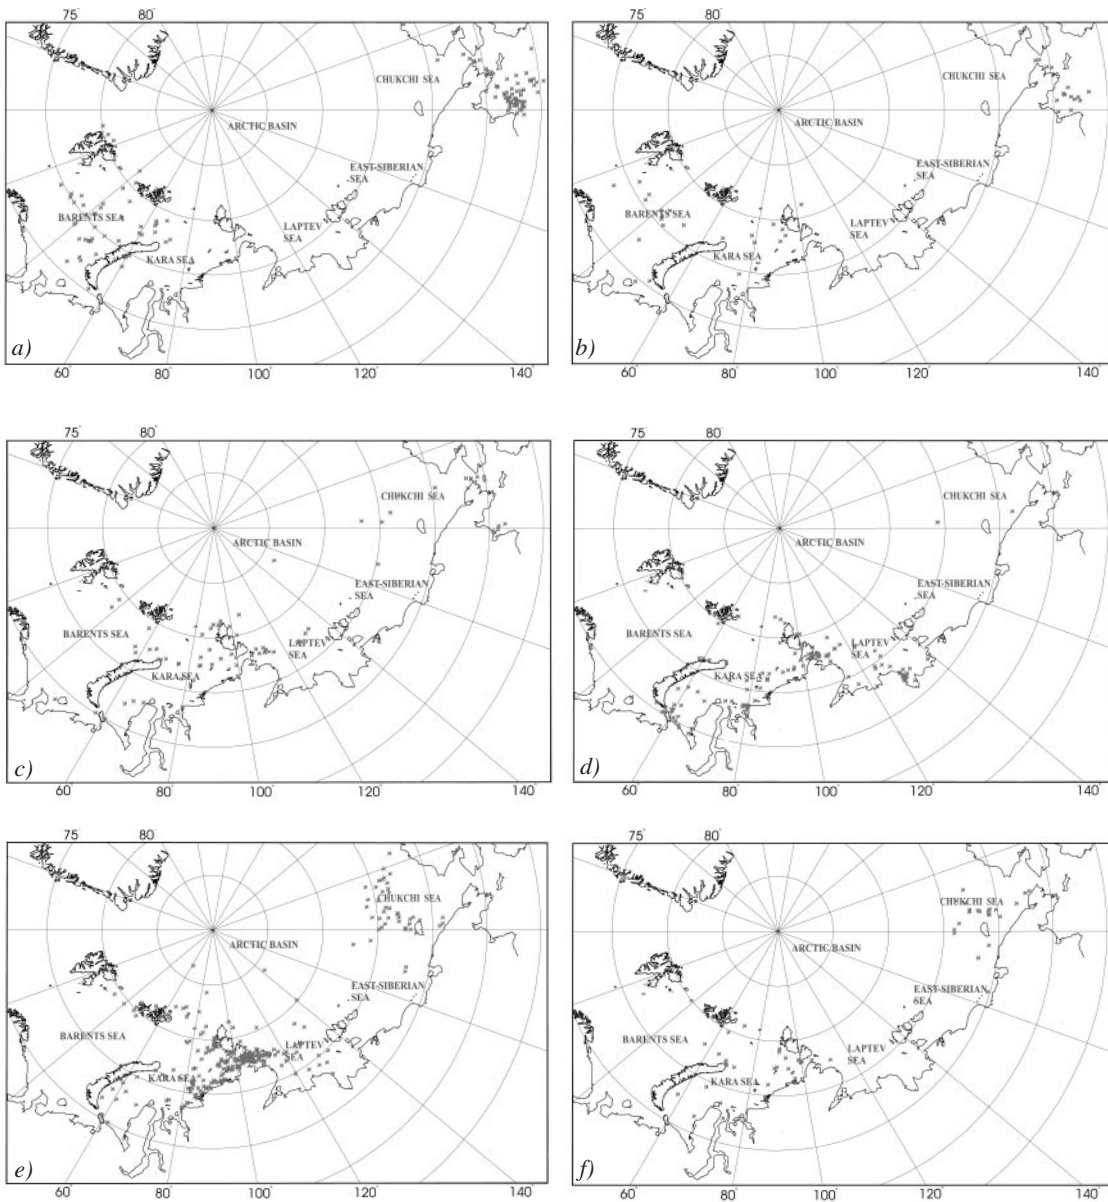 75° 80°
CHUKCHI SEA
ARCTIC BASIN
EAST-SIBERIAN
SEA
BARENTS SEA
LAPTEV
SEA
KARA SEA
a)
60° 80° 100° 120° 140°
75° 80°
CHUKCHI SEA
ARCTIC BASIN
EAST-SIBERIAN
SEA
BARENTS SEA
LAPTEV
SEA
KARA SEA
b)
60° 80° 100° 120° 140°
75° 80°
CHUKCHI SEA
ARCTIC BASIN
EAST-SIBERIAN
SEA
BARENTS SEA
LAPTEV
SEA
KARA SEA
c)
60° 80° 100° 120° 140°
75° 80°
CHUKCHI SEA
ARCTIC BASIN
EAST-SIBERIAN
SEA
BARENTS SEA
LAPTEV
SEA
KARA SEA
d)
60° 80° 100° 120° 140°
75° 80°
CHUKCHI SEA
ARCTIC BASIN
EAST-SIBERIAN
SEA
BARENTS SEA
LAPTEV
SEA
KARA SEA
e)
60° 80° 100° 120° 140°
75° 80°
CHUKCHI SEA
ARCTIC BASIN
EAST-SIBERIAN
SEA
BARENTS SEA
LAPTEV
SEA
KARA SEA
f)
60° 80° 100° 120° 140°